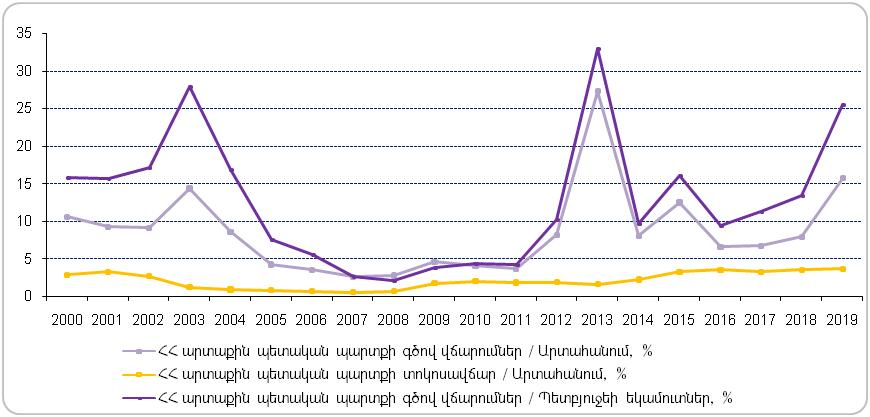 35
30
25
20
15
10
5
0
2000 2001 2002 2003 2004 2005 2006 2007 2008 2009 2010 2011 2012 2013 2014 2015 2016 2017 2018 2019
ՀՀ արտաքին պետական պարտքի գծով վճարումներ / Արտահանում, %
ՀՀ արտաքին պետական պարտքի տոկոսավճար / Արտահանում, %
ՀՀ արտաքին պետական պարտքի գծով վճարումներ / Պետբյուջեի եկամուտներ, %